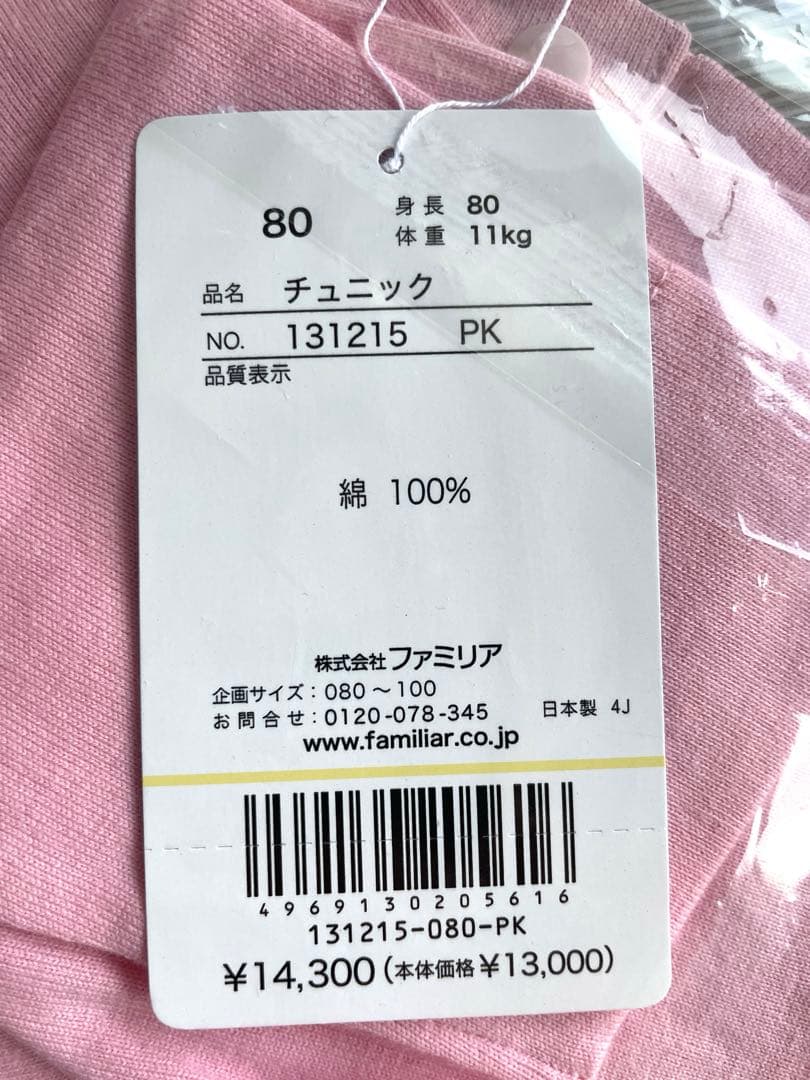 80
身長 80
体重 11kg
品名 チュニック
NO. 131215 PK
品質表示
綿 100%
株式会社ファミリア
企画サイズ：080～100
お問合せ：0120-078-345 日本製 4J
www.familiar.co.jp
4969130205616
131215-080-PK
¥14,300(本体価格¥13,000)